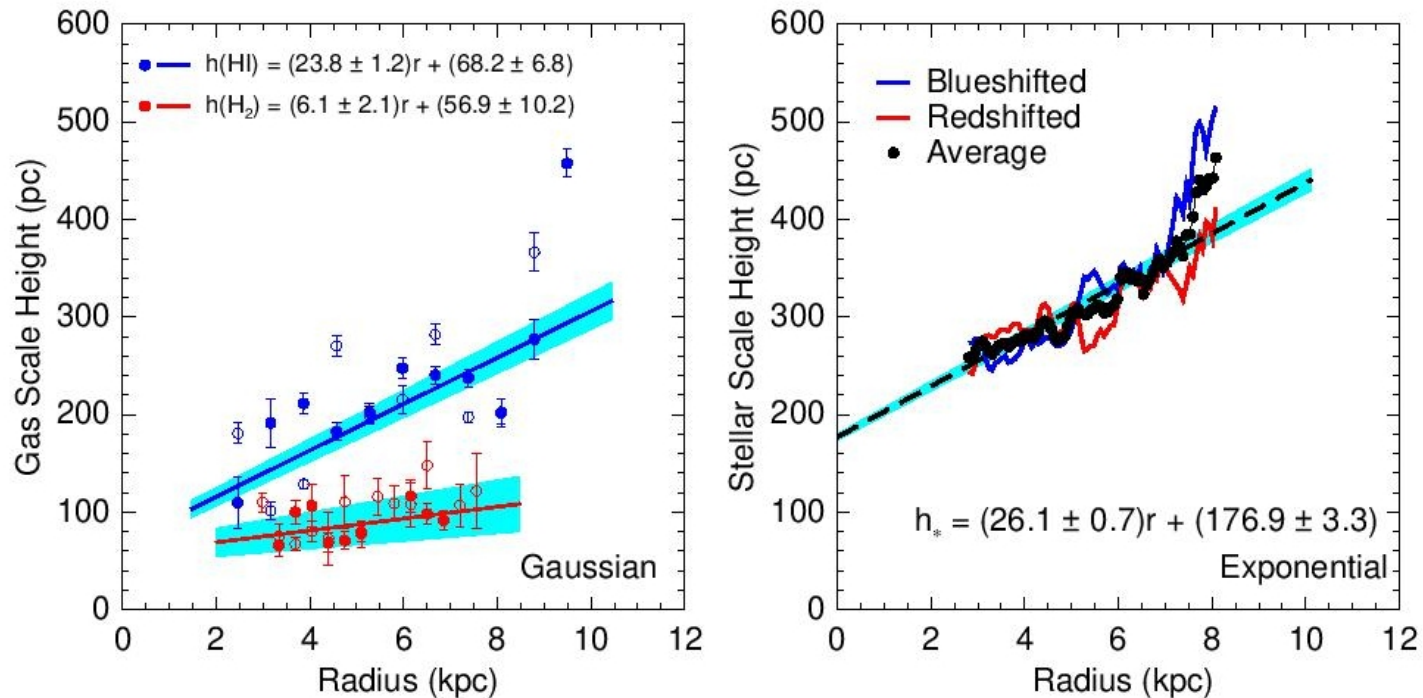 600
500
400
300
200
100
0
Gas Scale Height (pc)
h(HI) = (23.8 ± 1.2)r + (68.2 ± 6.8)
h(H₂) = (6.1 ± 2.1)r + (56.9 ± 10.2)
Gaussian
0 2 4 6 8 10 12
Radius (kpc)
600
500
400
300
200
100
0
Stellar Scale Height (pc)
Blueshifted
Redshifted
Average
h* = (26.1 ± 0.7)r + (176.9 ± 3.3)
Exponential
0 2 4 6 8 10 12
Radius (kpc)